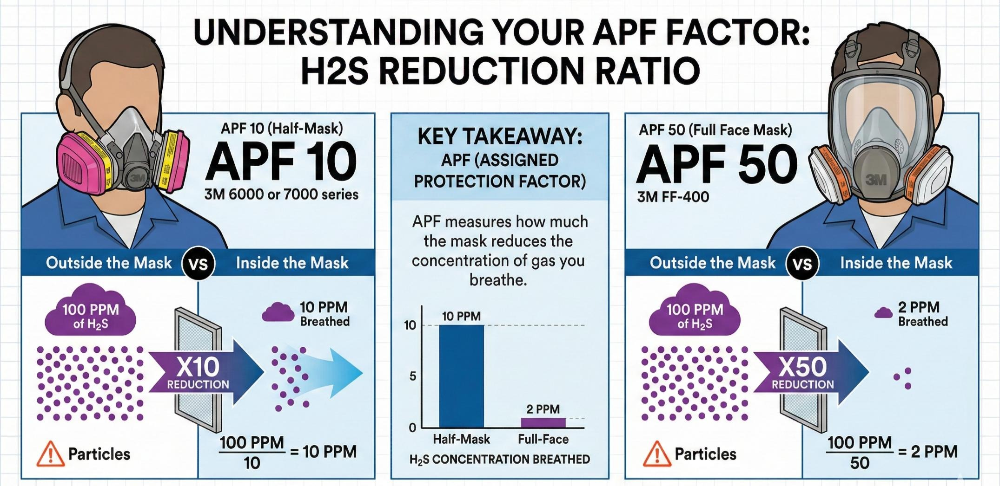 UNDERSTANDING YOUR APF FACTOR:
H2S REDUCTION RATIO
APF 10 (Half-Mask)
APF 10
3M 6000 or 7000 series
3M
Outside the Mask
VS
Inside the Mask
100 PPM
of H₂S
10 PPM
Breathed
X10
REDUCTION
Particles
100 PPM
10
= 10 PPM
KEY TAKEAWAY:
APF (ASSIGNED
PROTECTION FACTOR)
APF measures how much
the mask reduces the
concentration of gas you
breathe.
10 PPM
10
5
2 PPM
0
Half-Mask
Full-Face
H₂S CONCENTRATION BREATHED
APF 50 (Full Face Mask)
APF 50
3M FF-400
3M
Outside the Mask
VS
Inside the Mask
100 PPM
of H₂S
2 PPM
Breathed
X50
REDUCTION
Particles
100 PPM
50
= 2 PPM